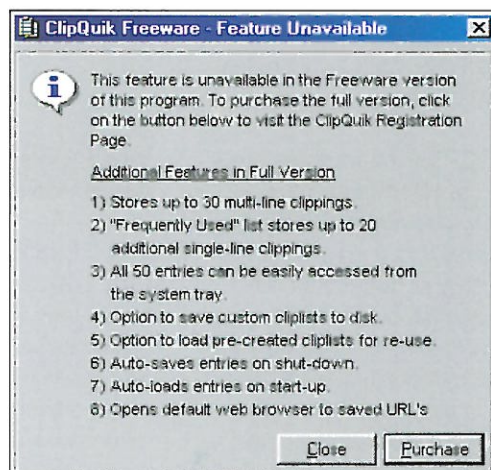 ClipQuik Freeware - Feature Unavailable
This feature is unavailable in the Freeware version
of this program. To purchase the full version, click
on the button below to visit the ClipQuik Registration
Page.
Additional Features in Full Version
1) Stores up to 30 multi-line clippings.
2) "Frequently Used" list stores up to 20
additional single-line clippings.
3) All 50 entries can be easily accessed from
the system tray.
4) Option to save custom cliplists to disk.
5) Option to load pre-created cliplists for re-use.
6) Auto-saves entries on shut-down.
7) Auto-loads entries on start-up.
8) Opens default web browser to saved URL's
Close Purchase